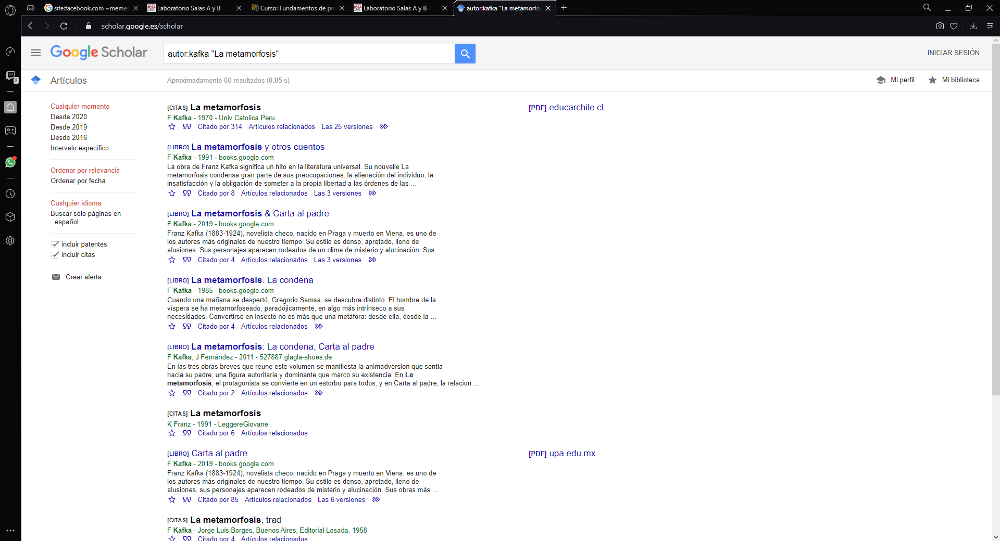 site:facebook.com ~memes
Laboratorio Salas A y B
Curso: Fundamentos de pr
Laboratorio Salas A y B
autor:kafka "La metamorfos
scholar.google.es/scholar
2
Google Scholar
autor:kafka "La metamorfosis"
INICIAR SESIÓN
Artículos
Aproximadamente 60 resultados (0.05 s)
Mi perfil
Mi biblioteca
Cualquier momento
Desde 2020
Desde 2019
Desde 2016
Intervalo específico...
Ordenar por relevancia
Ordenar por fecha
Cualquier idioma
Buscar sólo páginas en
español
incluir patentes
incluir citas
Crear alerta
[CITAS] La metamorfosis
F Kafka - 1970 - Univ Catolica Peru
Citado por 314 Artículos relacionados Las 25 versiones
[PDF] educarchile.cl
[LIBRO] La metamorfosis y otros cuentos
F Kafka - 1991 - books.google.com
La obra de Franz Kafka significa un hito en la literatura universal. Su nouvelle La
metamorfosis condensa gran parte de sus preocupaciones: la alienación del individuo, la
insatisfacción y la obligación de someter a la propia libertad a las órdenes de las …
Citado por 8 Artículos relacionados Las 3 versiones
[LIBRO] La metamorfosis & Carta al padre
F Kafka - 2019 - books.google.com
Franz Kafka (1883-1924), novelista checo, nacido en Praga y muerto en Viena, es uno de
los autores más originales de nuestro tiempo. Su estilo es denso, apretado, lleno de
alusiones. Sus personajes aparecen rodeados de un clima de misterio y alucinación. Sus …
Citado por 4 Artículos relacionados Las 3 versiones
[LIBRO] La metamorfosis. La condena
F Kafka - 1985 - books.google.com
Cuando una mañana se despertó, Gregorio Samsa, se descubre distinto. El hombre de la
víspera se ha metamorfoseado, paradójicamente, en algo más intrínseco a sus
necesidades. Convertirse en insecto no es más que una metáfora: desde ella, desde la …
Citado por 4 Artículos relacionados
[LIBRO] La metamorfosis: La condena; Carta al padre
F Kafka, J Fernández - 2011 - 527887.glagla-shoes.de
En las tres obras breves que reune este volumen se manifiesta la animadversion que sentia
hacia su padre, una figura autoritaria y dominante que marco su existencia. En La
metamorfosis, el protagonista se convierte en un estorbo para todos, y en Carta al padre, la relacion …
Citado por 2 Artículos relacionados
[CITAS] La metamorfosis
K Franz - 1991 - LeggereGiovane
Citado por 6 Artículos relacionados
[LIBRO] Carta al padre
F Kafka - 2019 - books.google.com
Franz Kafka (1883-1924), novelista checo, nacido en Praga y muerto en Viena, es uno de
los autores más originales de nuestro tiempo. Su estilo es denso, apretado, lleno de
alusiones, sus personajes aparecen rodeados de misterio y alucinación. Sus obras más …
Citado por 85 Artículos relacionados Las 6 versiones
[PDF] upa.edu.mx
[CITAS] La metamorfosis, trad
F Kafka - Jorge Luis Borges, Buenos Aires, Editorial Losada, 1958
Citado por 4 Artículos relacionados